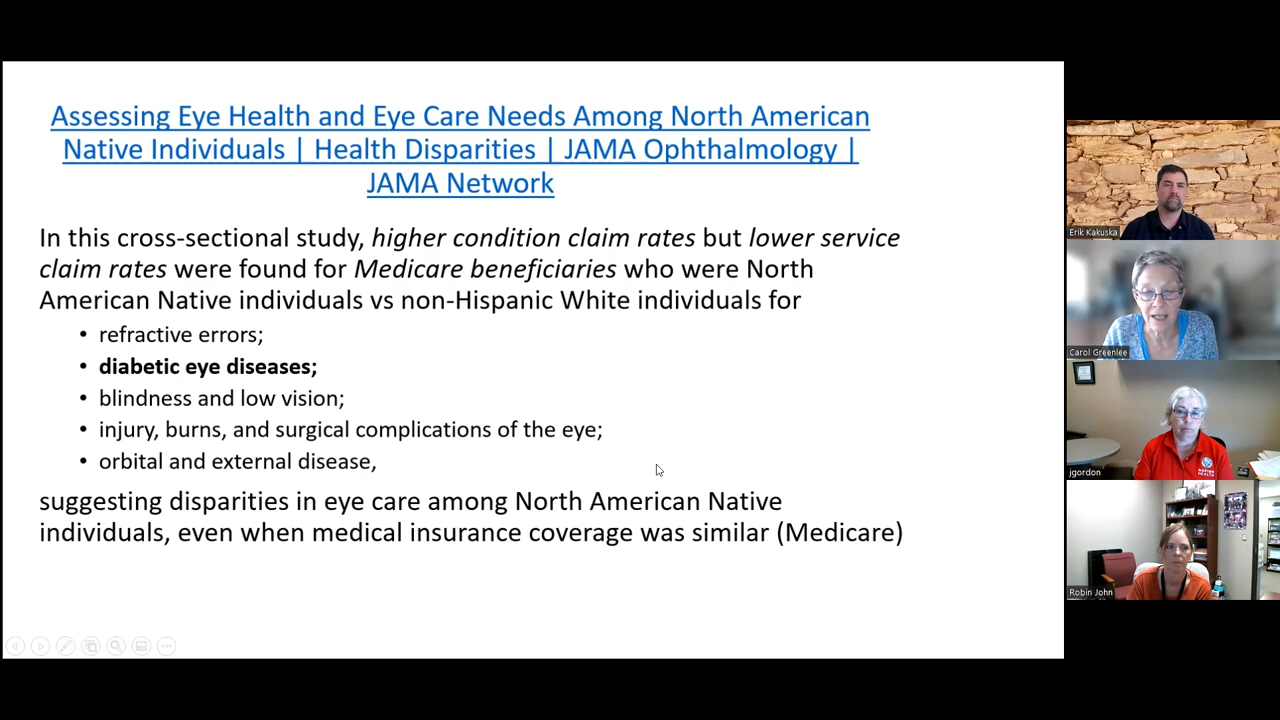 Assessing Eye Health and Eye Care Needs Among North American
Native Individuals | Health Disparities | JAMA Ophthalmology |
JAMA Network
In this cross-sectional study, higher condition claim rates but lower service
claim rates were found for Medicare beneficiaries who were North
American Native individuals vs non-Hispanic White individuals for
• refractive errors;
• diabetic eye diseases;
• blindness and low vision;
• injury, burns, and surgical complications of the eye;
• orbital and external disease,
suggesting disparities in eye care among North American Native
individuals, even when medical insurance coverage was similar (Medicare)
Erik Kakuska
Carol Greenlee
jgordon
Robin John